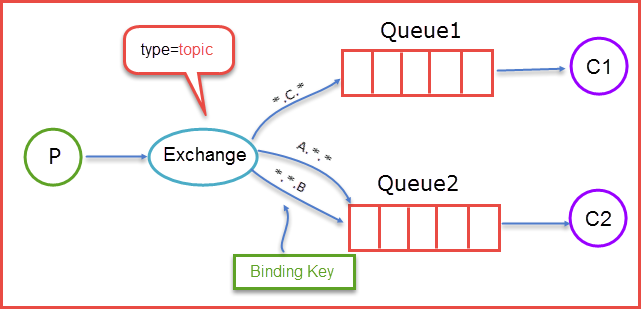 Queue1
type=topic
C1
*.C.*
P
Exchange
A.*.*
*.*.B
Queue2
C2
Binding Key